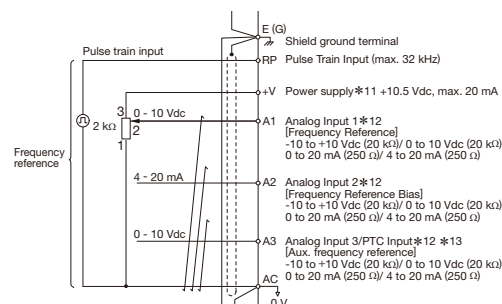 E (G)
Shield ground terminal
Pulse train input
RP Pulse Train Input (max. 32 kHz)
+V Power supply*11 +10.5 Vdc, max. 20 mA
3
0 - 10 Vdc
2 kΩ
2
1
A1 Analog Input 1*12
[Frequency Reference]
-10 to +10 Vdc (20 kΩ)/ 0 to 10 Vdc (20 kΩ)
0 to 20 mA (250 Ω)/ 4 to 20 mA (250 Ω)
Frequency
reference
4 - 20 mA
A2 Analog Input 2*12
[Frequency Reference Bias]
-10 to +10 Vdc (20 kΩ)/ 0 to 10 Vdc (20 kΩ)
0 to 20 mA (250 Ω)/ 4 to 20 mA (250 Ω)
0 - 10 Vdc
A3 Analog Input 3/PTC Input*12 *13
[Aux. frequency reference]
-10 to +10 Vdc (20 kΩ)/ 0 to 10 Vdc (20 kΩ)
0 to 20 mA (250 Ω)/ 4 to 20 mA (250 Ω)
AC
0 V